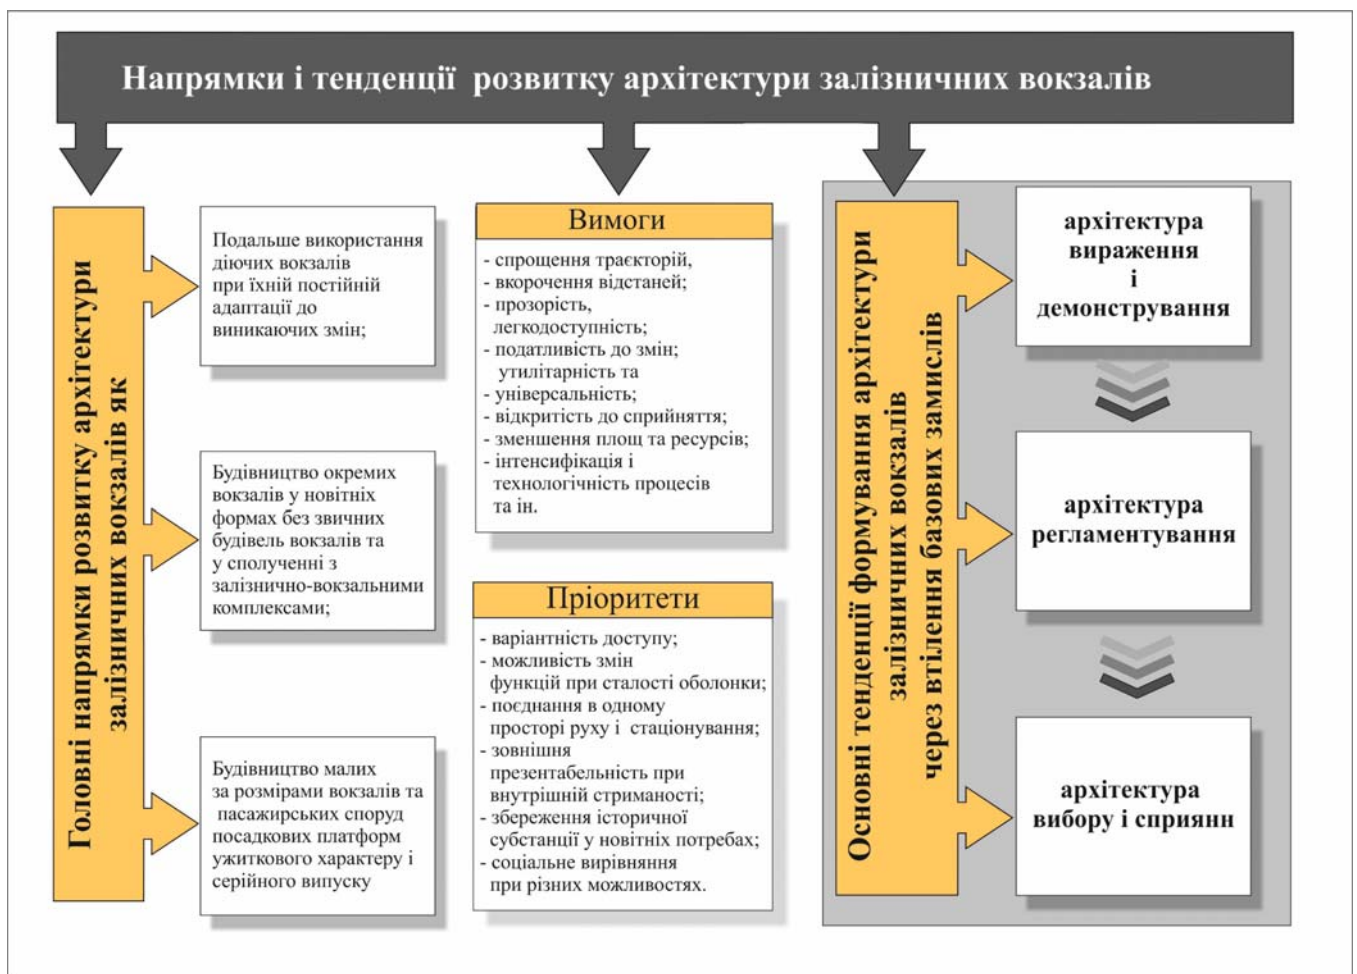 Напрямки і тенденції розвитку архітектури залізничних вокзалів
Головні напрямки розвитку архітектури
залізничних вокзалів як
Подальше використання
діючих вокзалів
при їхній постійній
адаптації до
виникаючих змін;
Будівництво окремих
вокзалів у новітніх
формах без звичних
будівель вокзалів та
у сполученні з
залізнично-вокзальними
комплексами;
Будівництво малих
за розмірами вокзалів та
пасажирських споруд
посадкових платформ
ужиткового характеру і
серійного випуску
Вимоги
- спрощення траєкторій,
- вкорочення відстаней;
- прозорість,
легкодоступність;
- податливість до змін;
утилітарність та
- універсальність;
- відкритість до сприйняття;
- зменшення площ та ресурсів;
- інтенсифікація і
технологічність процесів
та ін.
Пріоритети
- варіантність доступу;
- можливість змін
функцій при сталості оболонки;
- поєднання в одному
просторі руху і стаціонування;
- зовнішня
презентабельність при
внутрішній стриманості;
- збереження історичної
субстанції у новітніх потребах;
- соціальне вирівняння
при різних можливостях.
Основні тенденції формування архітектури
залізничних вокзалів
через втілення базових замислів
архітектура
вираження
і
демонстрування
архітектура
регламентування
архітектура
вибору і сприянн